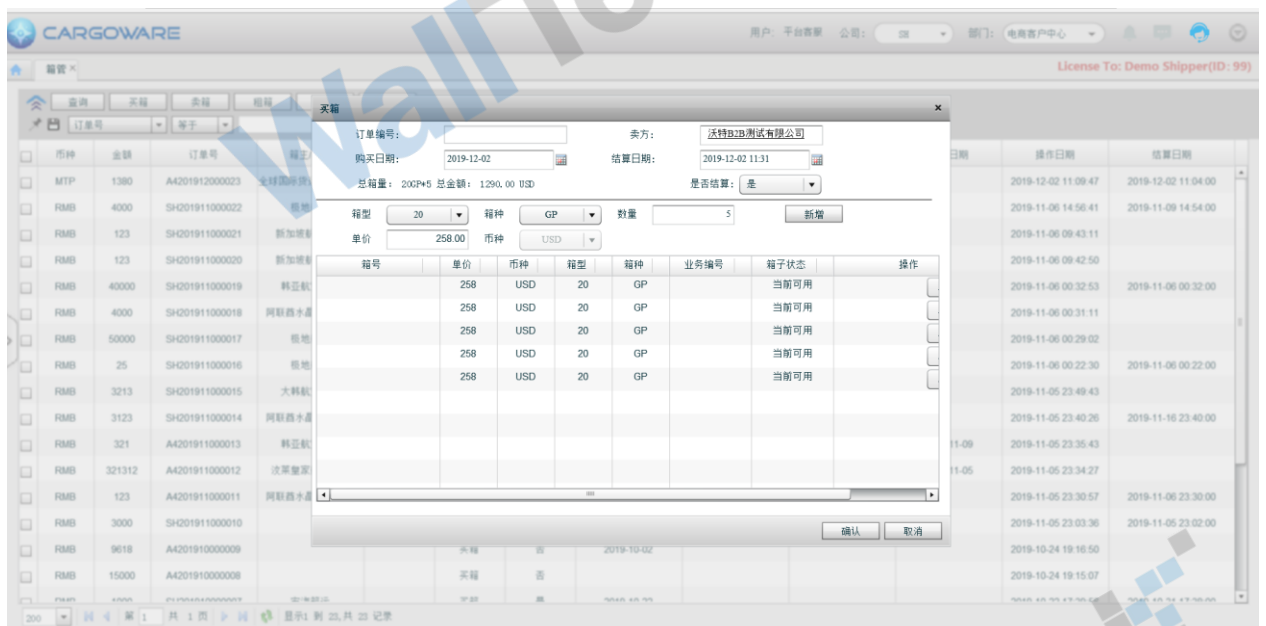 CARGOWARE 用户: 平台客服 公司: 部门: 电商客户中心
箱管 × License To: Demo Shipper(ID: 99)
查询 买箱 卖箱 租箱
订单号 等于
币种 金额 订单号 操作日期 结算日期
MTP 1380 A4201912000023 2019-12-02 11:09:47 2019-12-02 11:04:00
RMB 4000 SH201911000022 2019-11-06 14:56:41 2019-11-09 14:54:00
RMB 123 SH201911000021 2019-11-06 09:43:11
RMB 123 SH201911000020 2019-11-06 09:42:50
RMB 40000 SH201911000019 2019-11-06 00:32:53 2019-11-06 00:32:00
RMB 4000 SH201911000018 2019-11-06 00:31:11
RMB 50000 SH201911000017 2019-11-06 00:29:02
RMB 25 SH201911000016 2019-11-06 00:22:30 2019-11-06 00:22:00
RMB 3213 SH201911000015 2019-11-05 23:49:43
RMB 3123 SH201911000014 2019-11-05 23:40:26 2019-11-16 23:40:00
RMB 321 A4201911000013 11-09 2019-11-05 23:35:43
RMB 321312 A4201911000012 11-05 2019-11-05 23:34:27
RMB 123 A4201911000011 2019-11-05 23:30:57 2019-11-06 23:30:00
RMB 3000 SH201911000010 2019-11-05 23:03:36 2019-11-05 23:02:00
RMB 9618 A4201910000009 买箱 否 2019-10-02 2019-10-24 19:16:50
RMB 15000 A4201910000008 买箱 否 2019-10-24 19:15:07
200 第 1 共 1 页 显示1 到 23,共 23 记录
买箱 ×
订单编号: 卖方: 沃特B2B测试有限公司
购买日期: 2019-12-02 结算日期: 2019-12-02 11:31
总箱量: 20GP*5 总金额: 1290.00 USD 是否结算: 是
箱型 20 箱种 GP 数量 5 新增
单价 258.00 币种 USD
箱号 单价 币种 箱型 箱种 业务编号 箱子状态 操作
258 USD 20 GP 当前可用
258 USD 20 GP 当前可用
258 USD 20 GP 当前可用
258 USD 20 GP 当前可用
258 USD 20 GP 当前可用
确认 取消